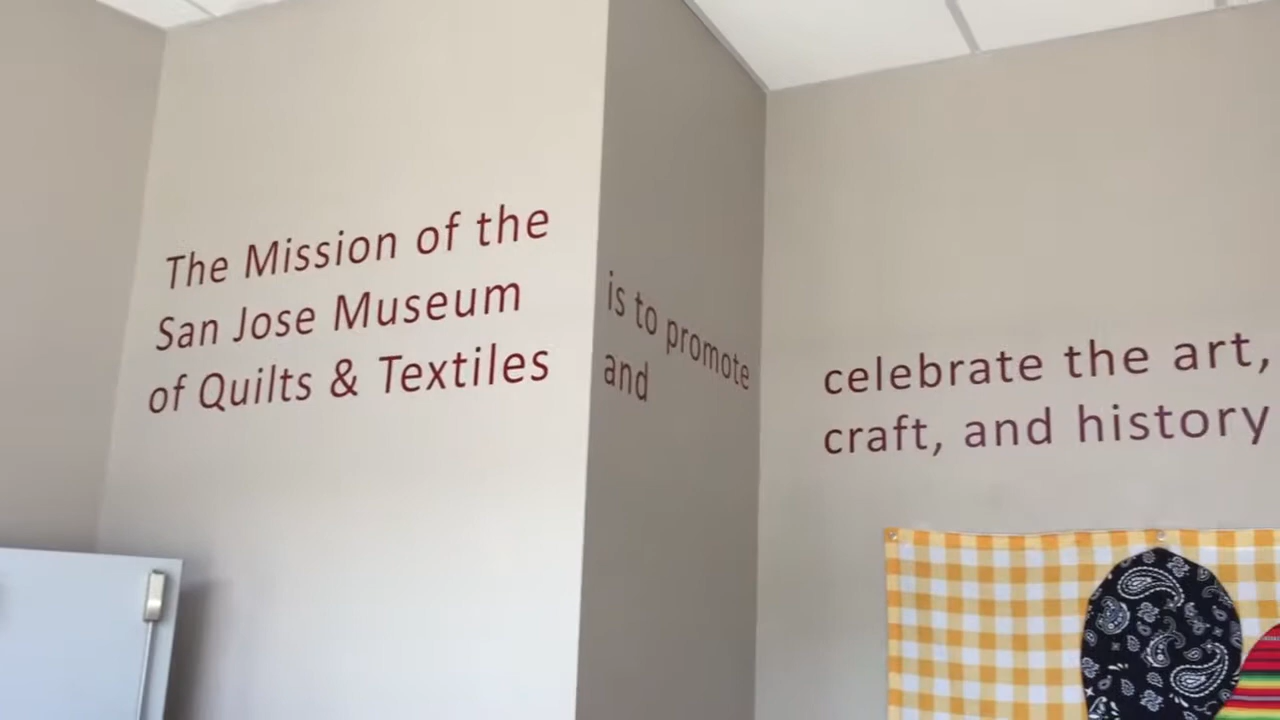 The Mission of the
San Jose Museum
of Quilts & Textiles
is to promote
and
celebrate the art,
craft, and history